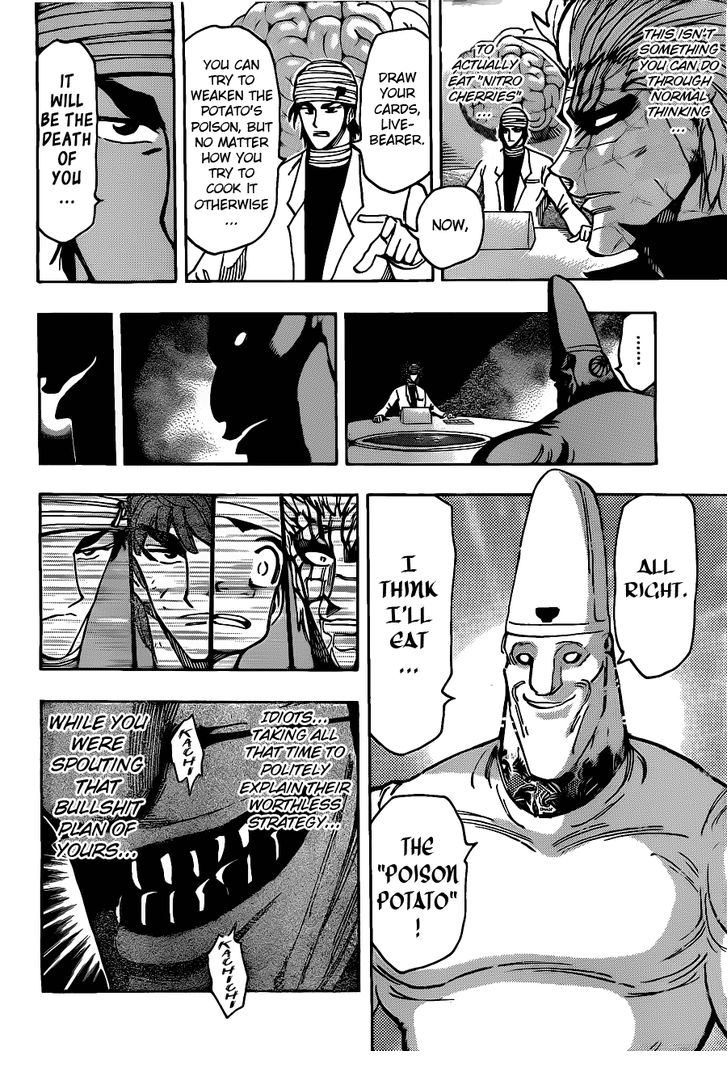 THIS ISN'T
SOMETHING
YOU CAN DO
THROUGH
NORMAL
THINKING
...
TO
ACTUALLY
EAT "NITRO
CHERRIES"
...
NOW,
DRAW
YOUR
CARDS,
LIVE-
BEARER.
YOU CAN
TRY TO
WEAKEN THE
POTATO'S
POISON, BUT
NO MATTER
HOW YOU
TRY TO
COOK IT
OTHERWISE
...
IT
WILL
BE THE
DEATH
OF
YOU
...
........
ALL
RIGHT.
I
THINK
I'LL
EAT
...
THE
"POISON
POTATO"
!
IDIOTS...
TAKING ALL
THAT TIME TO
POLITELY
EXPLAIN THEIR
WORTHLESS
STRATEGY...
KACHI
WHILE YOU
WERE
SPOUTING
THAT
BULLSHIT
PLAN OF
YOURS...
KACHICHI